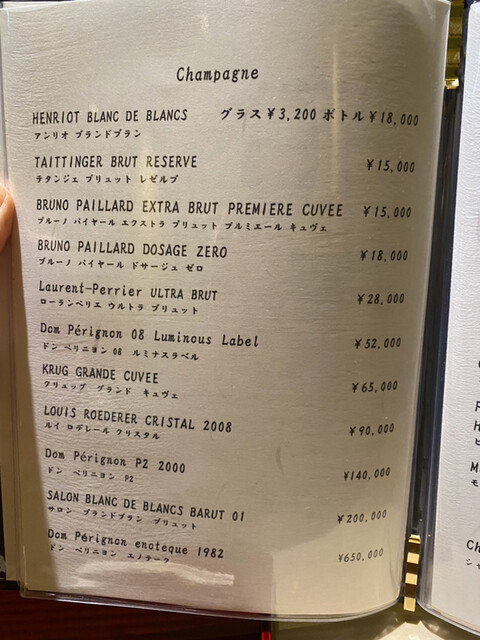 Champagne
HENRIOT BLANC DE BLANCS グラス¥3,200 ボトル¥18,000
アンリオ ブランドブラン
TAITTINGER BRUT RESERVE ¥15,000
テタンジェ ブリュット レゼルブ
BRUNO PAILLARD EXTRA BRUT PREMIERE CUVEE ¥15,000
ブルーノ パイヤール エクストラ ブリュット プルミエール キュヴェ
BRUNO PAILLARD DOSAGE ZERO ¥18,000
ブルーノ パイヤール ドサージュ ゼロ
Laurent-Perrier ULTRA BRUT ¥28,000
ローランペリエ ウルトラ ブリュット
Dom Pérignon 08 Luminous Label ¥52,000
ドン ペリニヨン 08 ルミナスラベル
KRUG GRANDE CUVEE ¥65,000
クリュッグ グランド キュヴェ
LOUIS ROEDERER CRISTAL 2008 ¥90,000
ルイ ロデレール クリスタル
Dom Pérignon P2 2000 ¥140,000
ドン ペリニヨン P2
SALON BLANC DE BLANCS BARUT 01 ¥200,000
サロン ブランドブラン ブリュット
Dom Pérignon enoteque 1982 ¥650,000
ドン ペリニヨン エノテーク